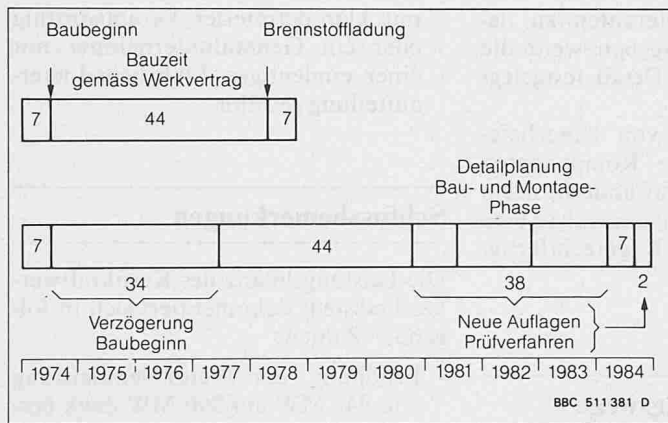 Baubeginn Brennstoffladung
Bauzeit
gemäss Werkvertrag
7 44 7
Detailplanung
Bau- und Montage-
Phase
7 44 7
34 38 2
Verzögerung
Baubeginn
Neue Auflagen
Prüfverfahren
1974 1975 1976 1977 1978 1979 1980 1981 1982 1983 1984
BBC 511381 D